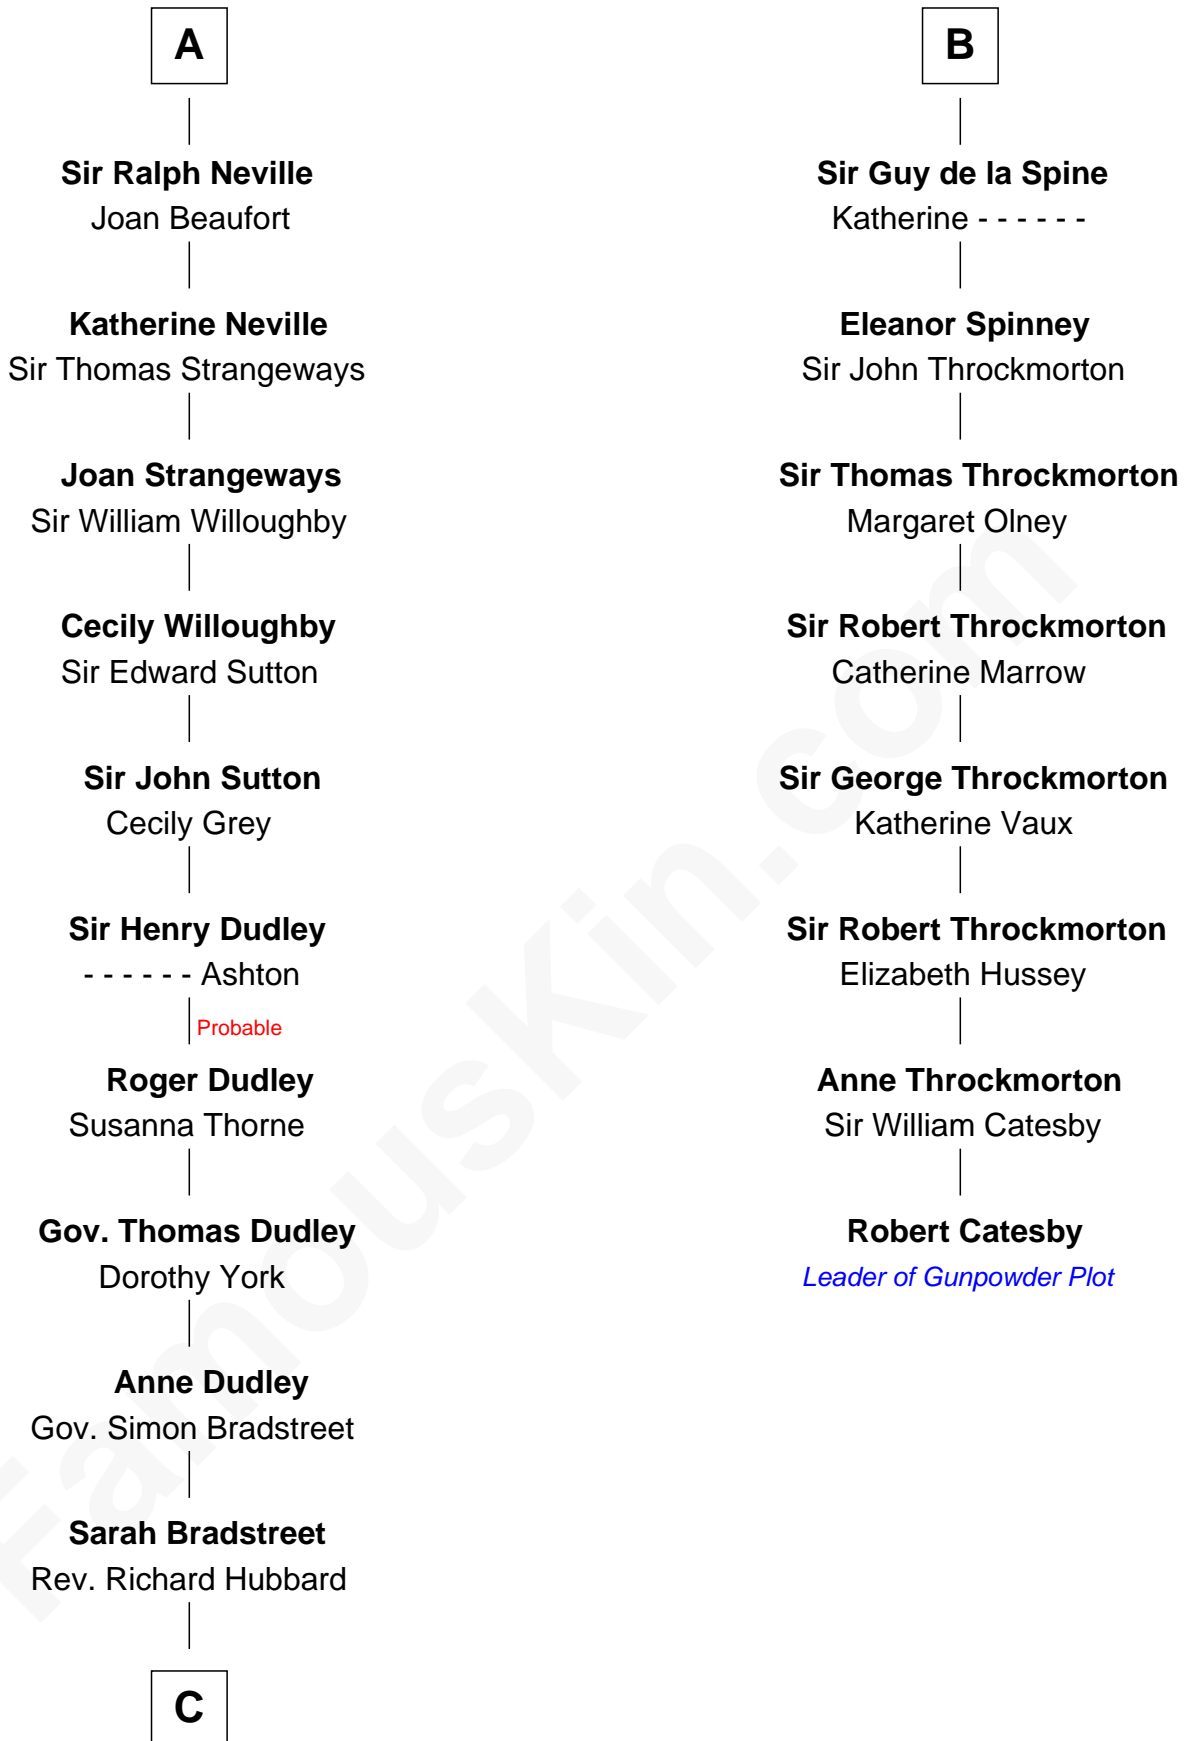 A
Sir Ralph Neville
Joan Beaufort
Katherine Neville
Sir Thomas Strangeways
Joan Strangeways
Sir William Willoughby
Cecily Willoughby
Sir Edward Sutton
Sir John Sutton
Cecily Grey
Sir Henry Dudley
- - - - - - Ashton
Probable
Roger Dudley
Susanna Thorne
Gov. Thomas Dudley
Dorothy York
Anne Dudley
Gov. Simon Bradstreet
Sarah Bradstreet
Rev. Richard Hubbard
C
B
Sir Guy de la Spine
Katherine - - - - - -
Eleanor Spinney
Sir John Throckmorton
Sir Thomas Throckmorton
Margaret Olney
Sir Robert Throckmorton
Catherine Marrow
Sir George Throckmorton
Katherine Vaux
Sir Robert Throckmorton
Elizabeth Hussey
Anne Throckmorton
Sir William Catesby
Robert Catesby
Leader of Gunpowder Plot
FamousKin.com